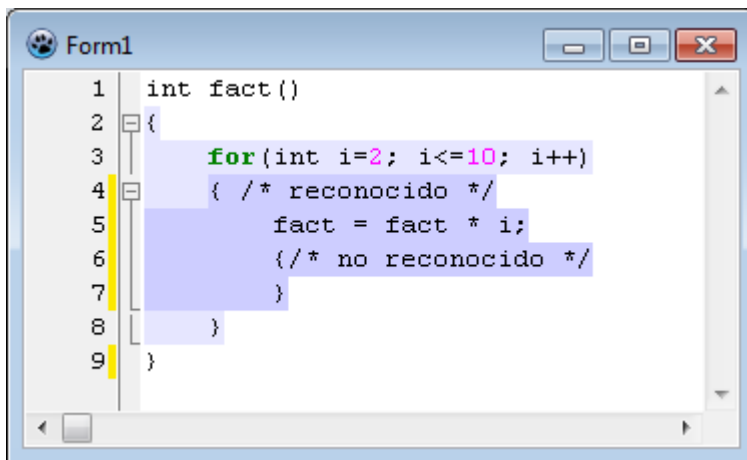 Form1
1 int fact()
2 {
3     for(int i=2; i<=10; i++)
4     { /* reconocido */
5         fact = fact * i;
6         {/* no reconocido */
7         }
8     }
9 }